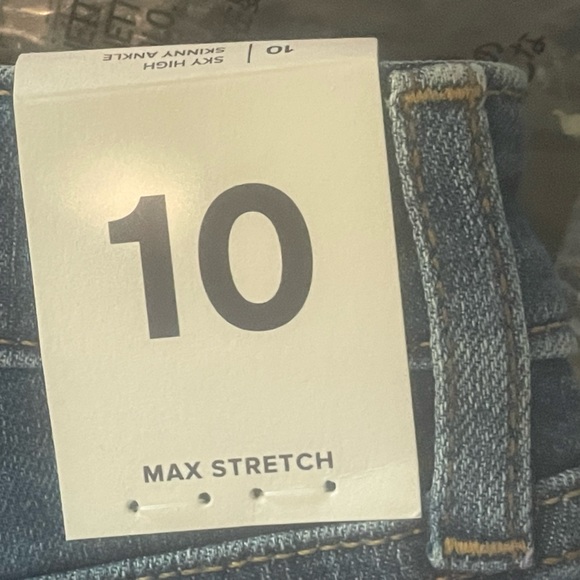 SKY HIGH
SKINNY ANKLE
10
10
MAX STRETCH